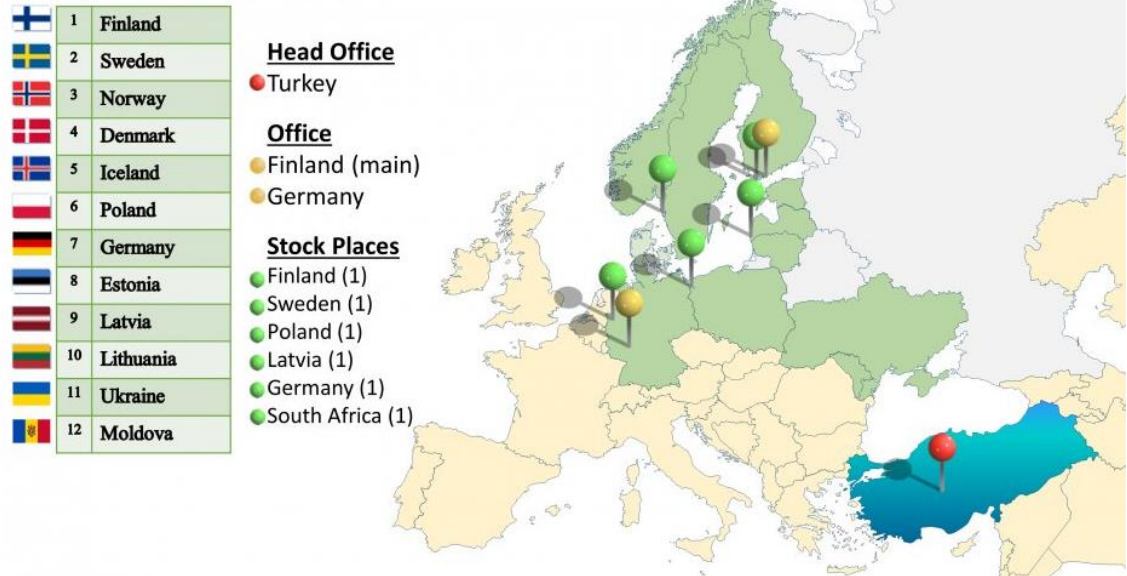 1 Finland
2 Sweden
3 Norway
4 Denmark
5 Iceland
6 Poland
7 Germany
8 Estonia
9 Latvia
10 Lithuania
11 Ukraine
12 Moldova
Head Office
Turkey
Office
Finland (main)
Germany
Stock Places
Finland (1)
Sweden (1)
Poland (1)
Latvia (1)
Germany (1)
South Africa (1)